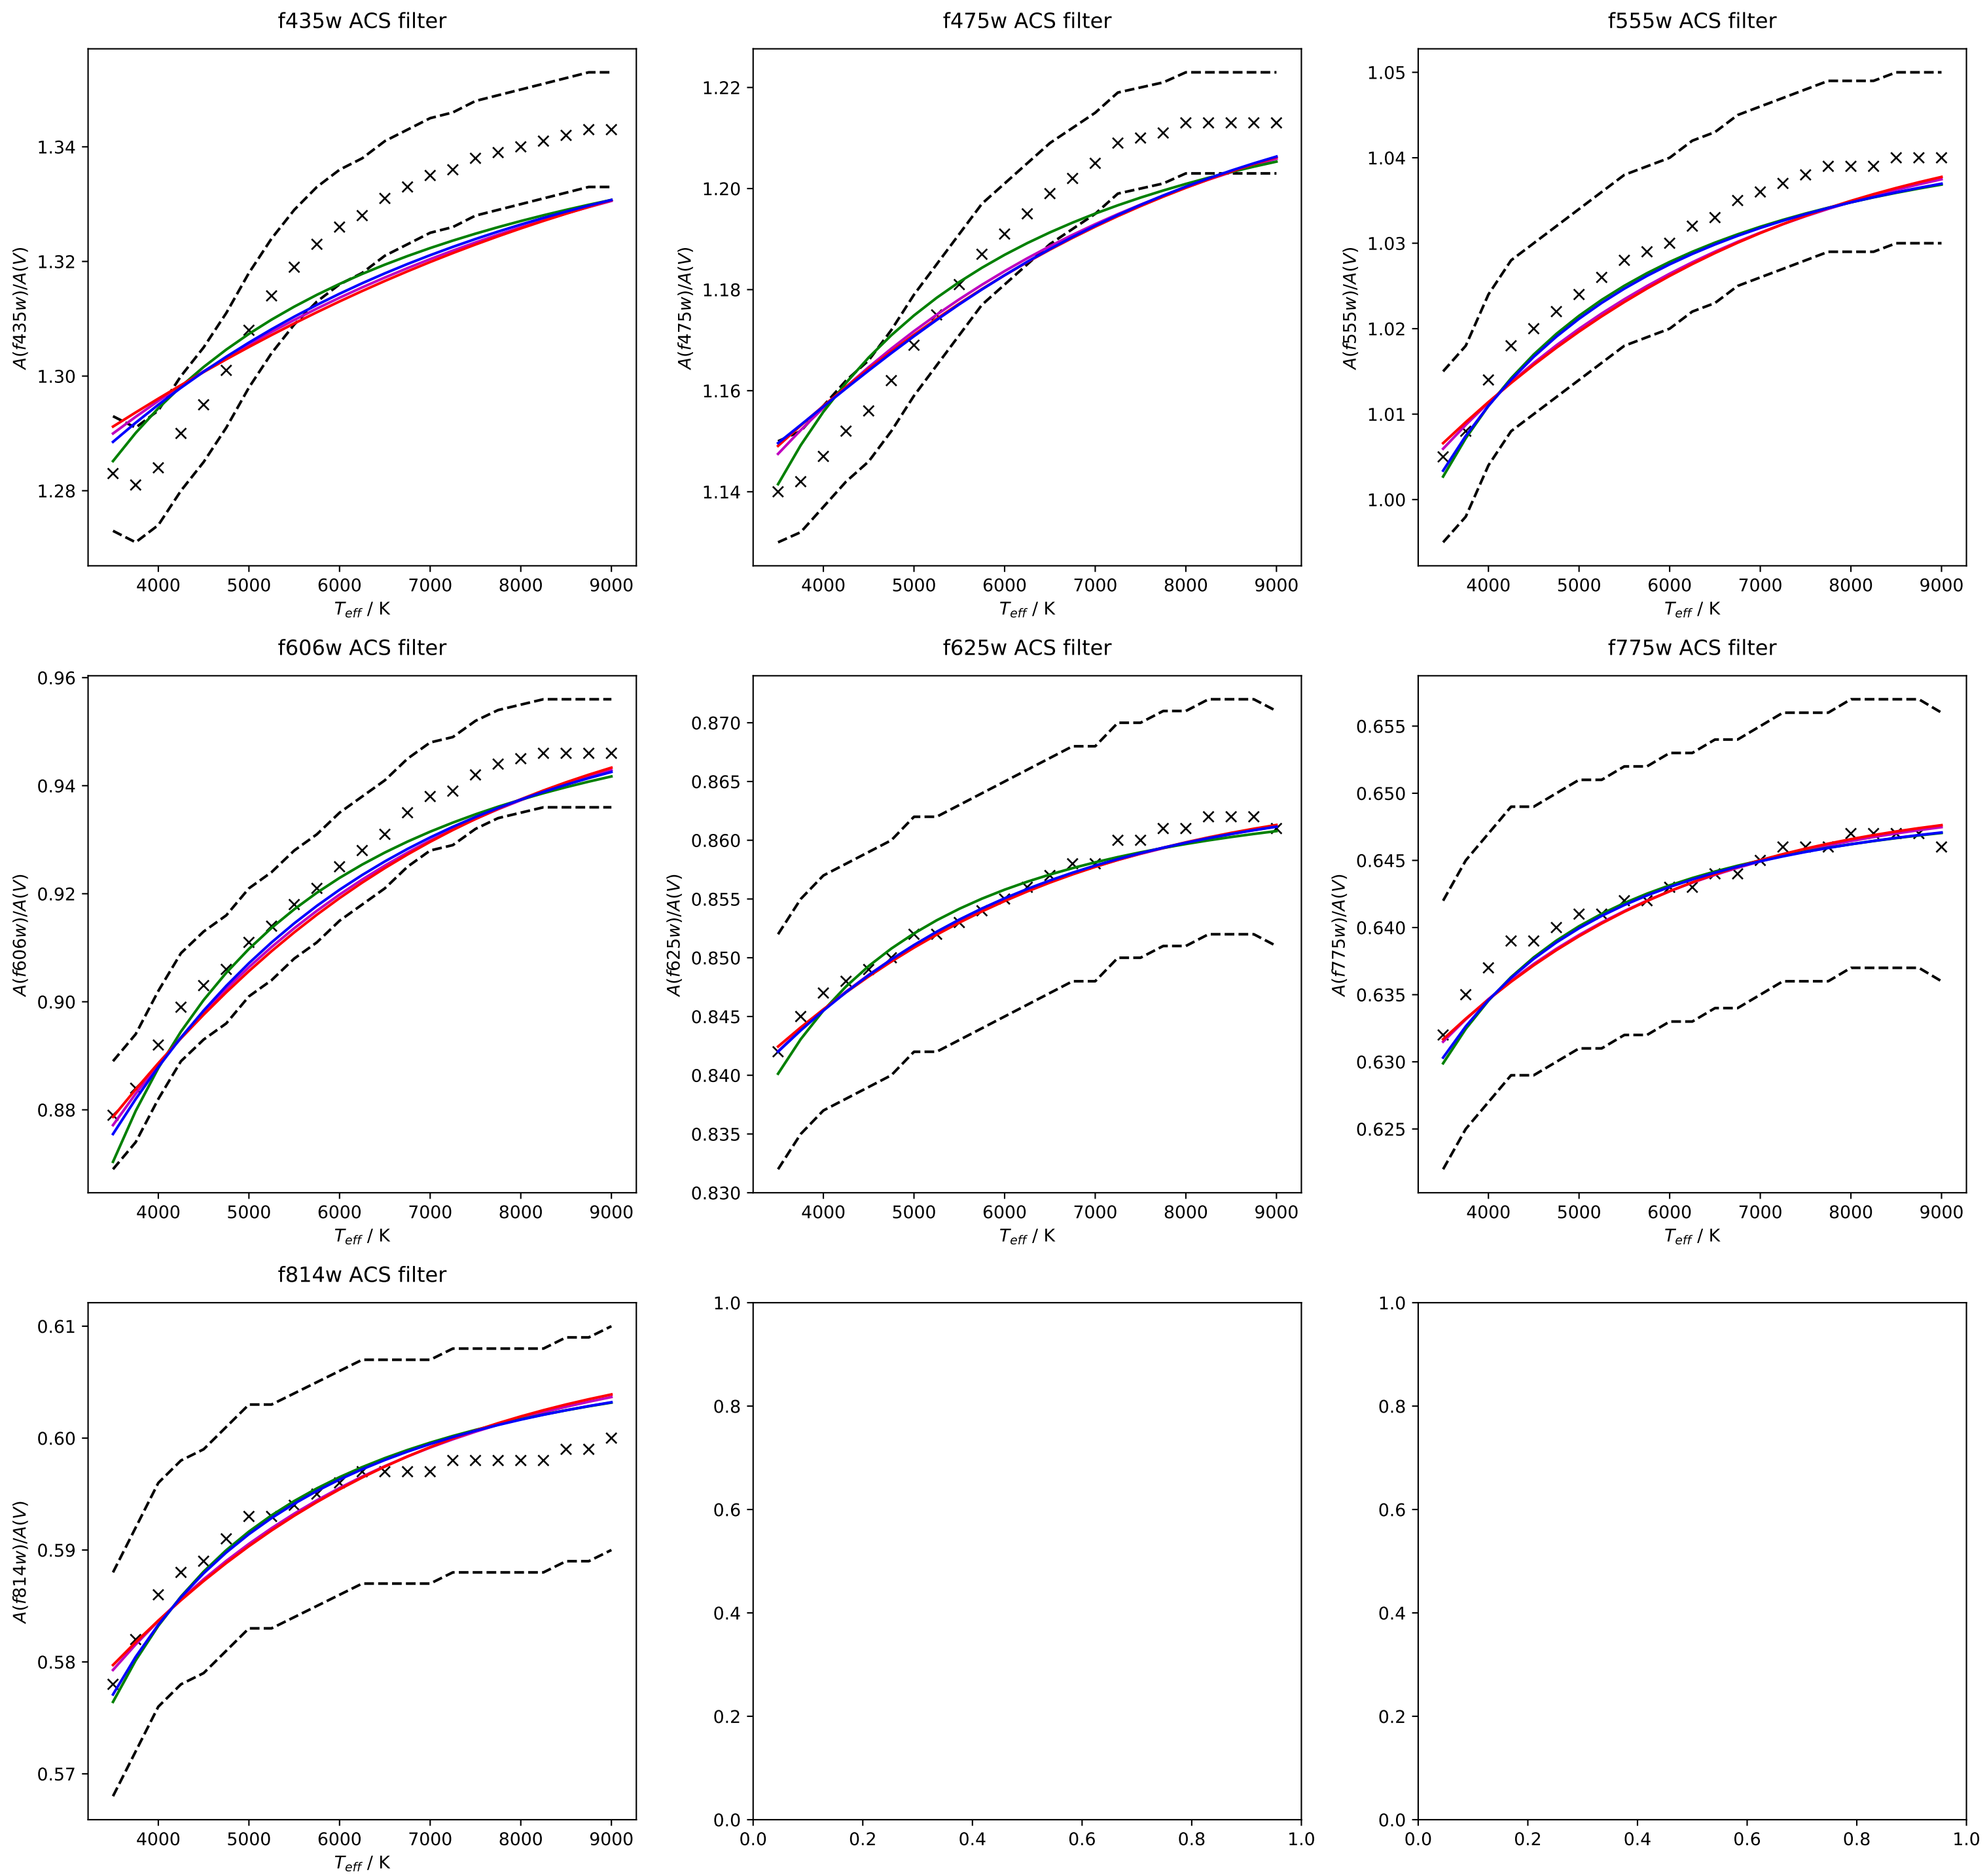 f435w ACS filter
1.34
1.32
1.30
1.28
A(f435w)/A(V)
4000 5000 6000 7000 8000 9000
T_eff / K
f475w ACS filter
1.22
1.20
1.18
1.16
1.14
A(f475w)/A(V)
4000 5000 6000 7000 8000 9000
T_eff / K
f555w ACS filter
1.05
1.04
1.03
1.02
1.01
1.00
A(f555w)/A(V)
4000 5000 6000 7000 8000 9000
T_eff / K
f606w ACS filter
0.96
0.94
0.92
0.90
0.88
A(f606w)/A(V)
4000 5000 6000 7000 8000 9000
T_eff / K
f625w ACS filter
0.870
0.865
0.860
0.855
0.850
0.845
0.840
0.835
0.830
A(f625w)/A(V)
4000 5000 6000 7000 8000 9000
T_eff / K
f775w ACS filter
0.655
0.650
0.645
0.640
0.635
0.630
0.625
A(f775w)/A(V)
4000 5000 6000 7000 8000 9000
T_eff / K
f814w ACS filter
0.61
0.60
0.59
0.58
0.57
A(f814w)/A(V)
4000 5000 6000 7000 8000 9000
T_eff / K
1.0
0.8
0.6
0.4
0.2
0.0
0.0 0.2 0.4 0.6 0.8 1.0
1.0
0.8
0.6
0.4
0.2
0.0
0.0 0.2 0.4 0.6 0.8 1.0